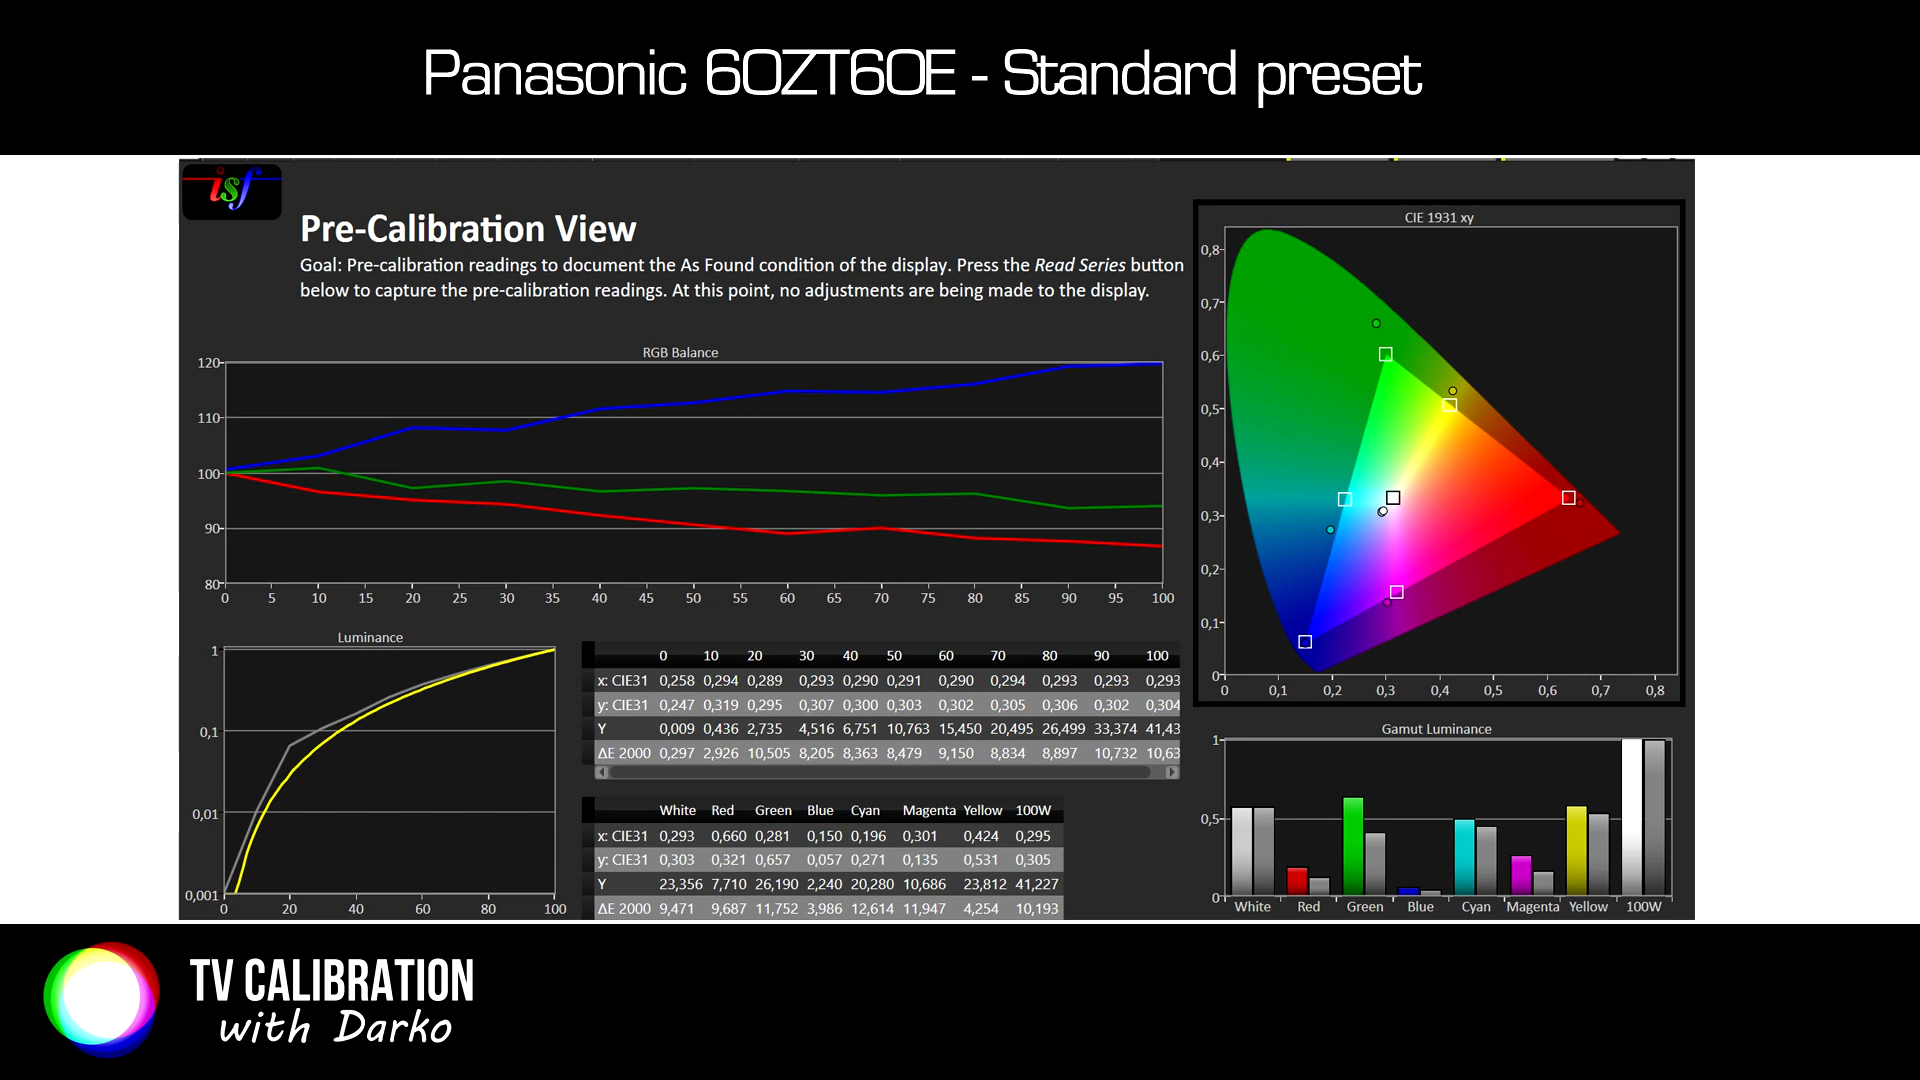 Panasonic 60ZT60E - Standard preset
isf
Pre-Calibration View
Goal: Pre-calibration readings to document the As Found condition of the display. Press the Read Series button
below to capture the pre-calibration readings. At this point, no adjustments are being made to the display.
RGB Balance
120
110
100
90
80
0 5 10 15 20 25 30 35 40 45 50 55 60 65 70 75 80 85 90 95 100
Luminance
1
0,1
0,01
0,001
0 20 40 60 80 100
0 10 20 30 40 50 60 70 80 90 100
x: CIE31 0,258 0,294 0,289 0,293 0,290 0,291 0,290 0,294 0,293 0,293 0,293
y: CIE31 0,247 0,319 0,295 0,307 0,300 0,303 0,302 0,305 0,306 0,302 0,304
Y 0,009 0,436 2,735 4,516 6,751 10,763 15,450 20,495 26,499 33,374 41,43
ΔE 2000 0,297 2,926 10,505 8,205 8,363 8,479 9,150 8,834 8,897 10,732 10,63
White Red Green Blue Cyan Magenta Yellow 100W
x: CIE31 0,293 0,660 0,281 0,150 0,196 0,301 0,424 0,295
y: CIE31 0,303 0,321 0,657 0,057 0,271 0,135 0,531 0,305
Y 23,356 7,710 26,190 2,240 20,280 10,686 23,812 41,227
ΔE 2000 9,471 9,687 11,752 3,986 12,614 11,947 4,254 10,193
CIE 1931 xy
0,8
0,7
0,6
0,5
0,4
0,3
0,2
0,1
0
0 0,1 0,2 0,3 0,4 0,5 0,6 0,7 0,8
Gamut Luminance
1
0,5
0
White Red Green Blue Cyan Magenta Yellow 100W
TV CALIBRATION
with Darko